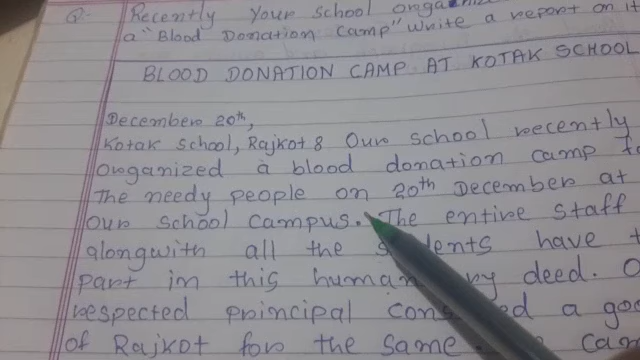 Q. Recently Your School
a "Blood Donation Camp" Write a report on it
BLOOD DONATION CAMP AT KOTAK SCHOOL
December 20th,
Kotak School, Rajkot 8 Our school recently
organized a blood donation camp
the needy people on 20th December at
our school campus. The entire staff
alongwith all the have
part in this deed.
respected principal a
of Rajkot for the same.